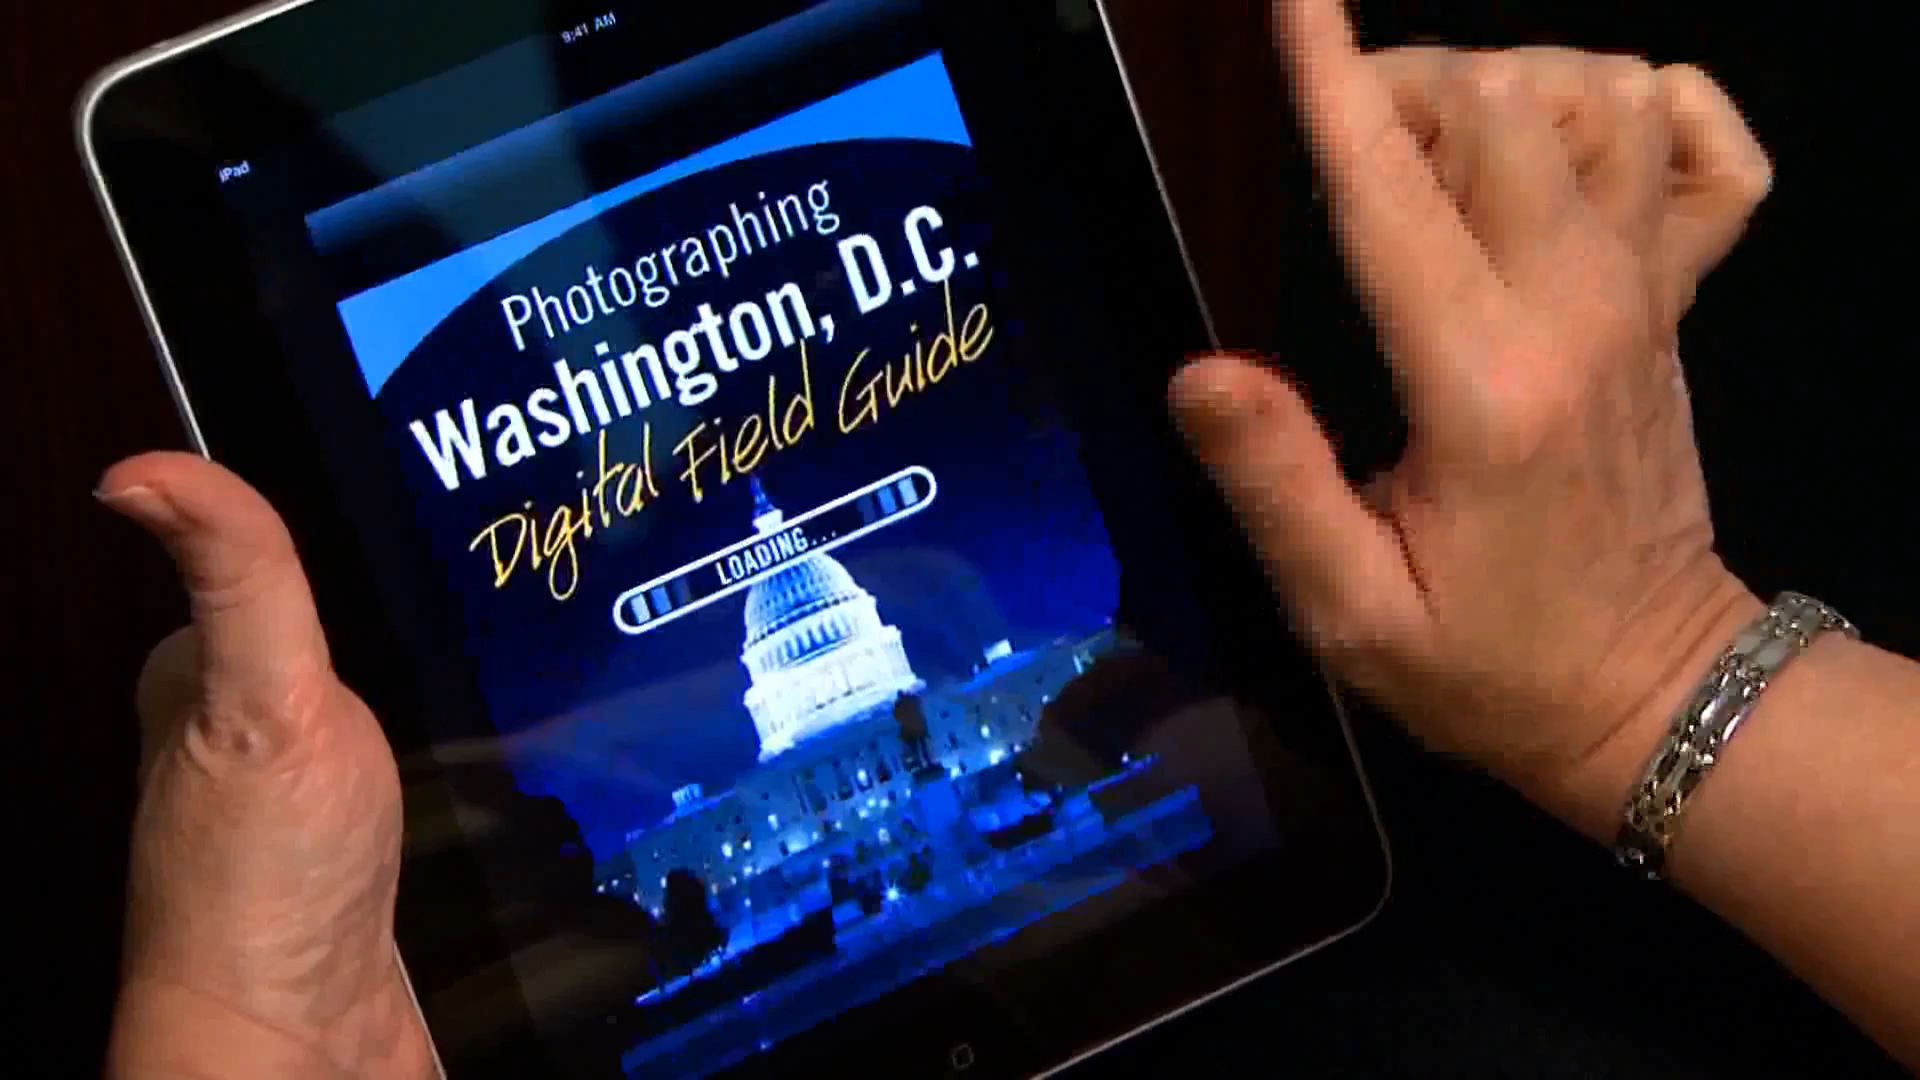 9:41 AM
iPad
Photographing
Washington, D.C.
Digital Field Guide
LOADING...